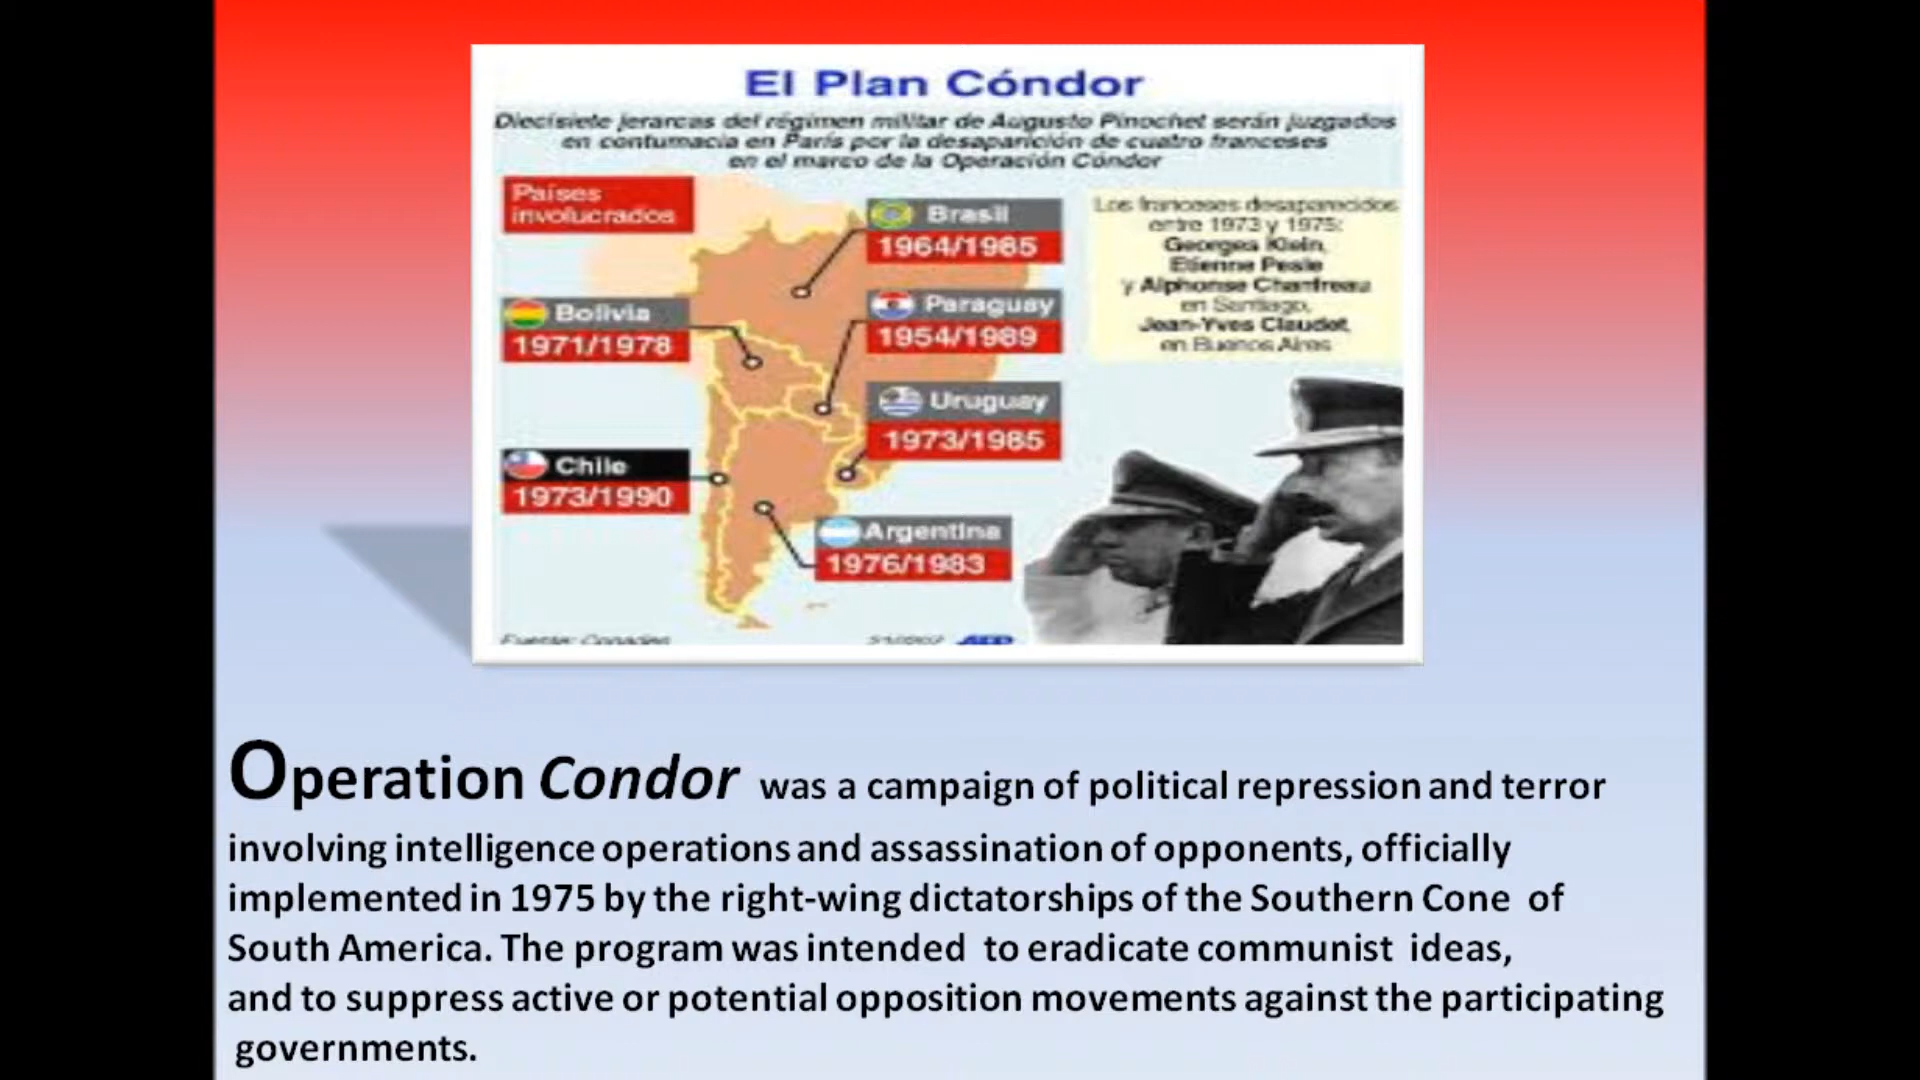 El Plan Cóndor
Diecisiete jerarcas del régimen militar de Augusto Pinochet serán juzgados
en contumacia en París por la desaparición de cuatro franceses
en el marco de la Operación Cóndor
Países
involucrados
Brasil
1964/1985
Los franceses desaparecidos
entre 1973 y 1975:
Georges Klein,
Etienne Pesle
y Alphonse Chanfreau
en Santiago,
Jean-Yves Claudet,
en Buenos Aires
Bolivia
1971/1978
Paraguay
1954/1989
Uruguay
1973/1985
Chile
1973/1990
Argentina
1976/1983
Fuente: Conadep
AFP
Operation Condor was a campaign of political repression and terror
involving intelligence operations and assassination of opponents, officially
implemented in 1975 by the right-wing dictatorships of the Southern Cone of
South America. The program was intended to eradicate communist ideas,
and to suppress active or potential opposition movements against the participating
governments.